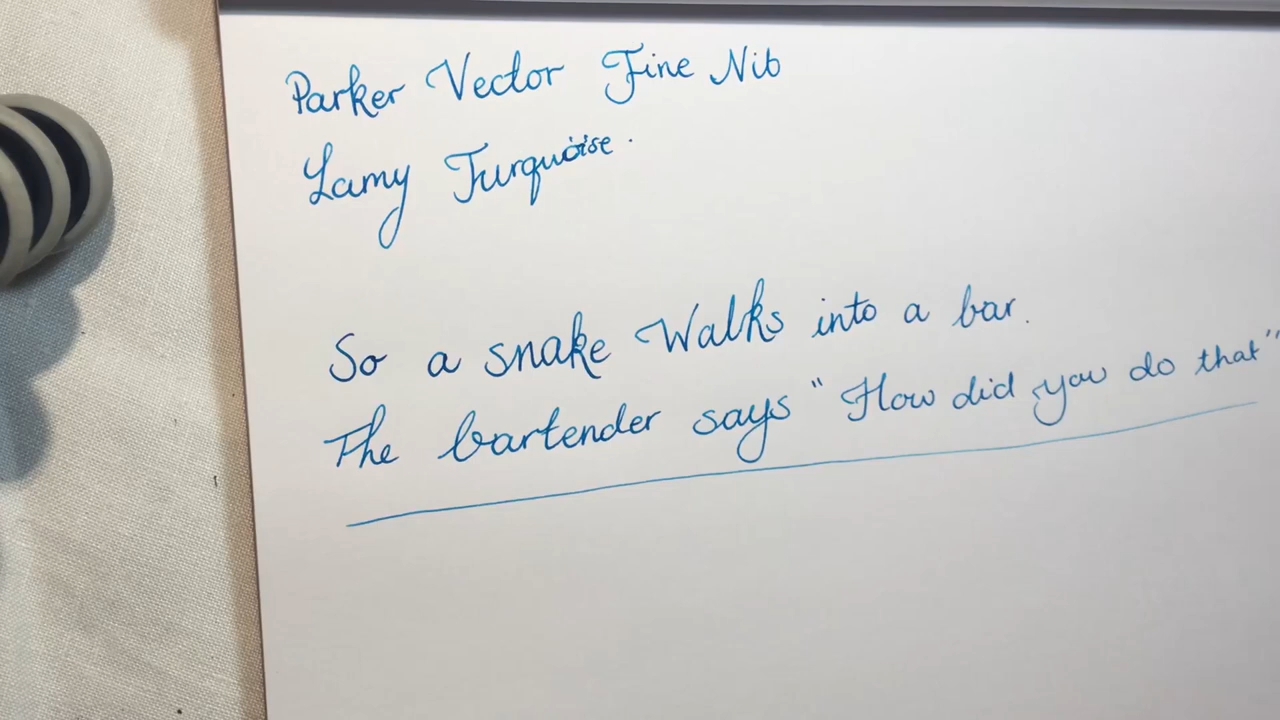 Parker Vector Fine Nib
Lamy Turquoise.
So a snake Walks into a bar.
The bartender says "How did you do that"